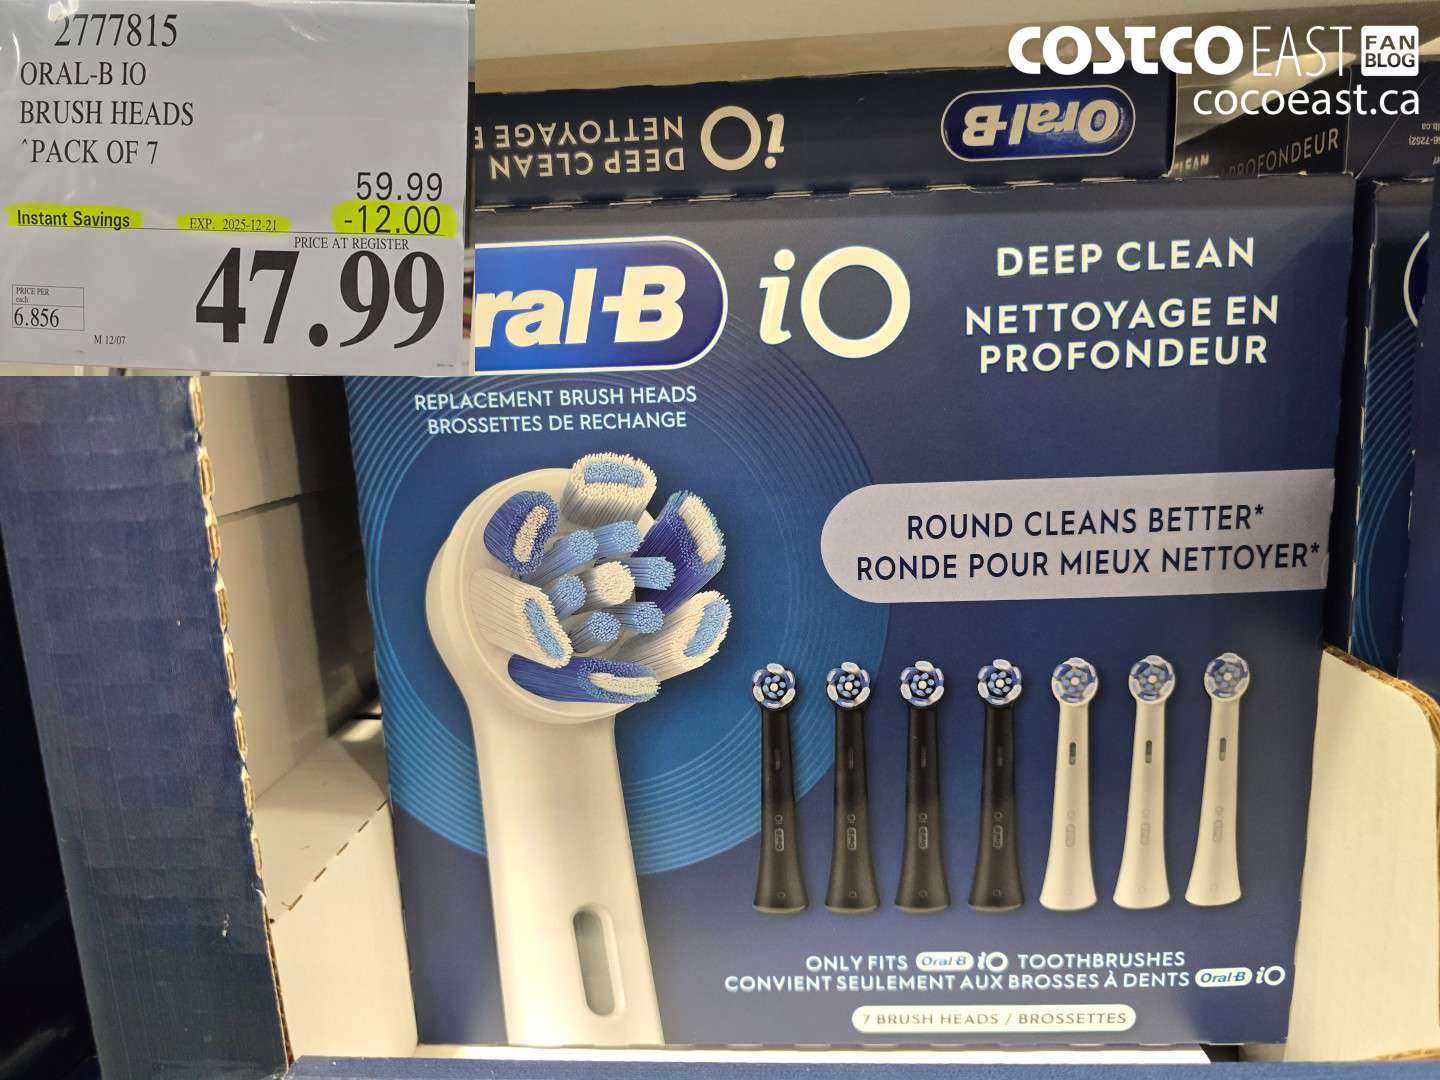 2777815
ORAL-B IO
BRUSH HEADS
^PACK OF 7
59.99
Instant Savings EXP. 2025-12-21 -12.00
PRICE AT REGISTER
47.99
PRICE PER
each
6.856
M 12/07
COSTCO EAST FAN BLOG
cocoeast.ca
Oral-B
iO
DEEP CLEAN
NETTOYAGE E
CLEAN
PROFONDEUR
ral-B iO
DEEP CLEAN
NETTOYAGE EN
PROFONDEUR
REPLACEMENT BRUSH HEADS
BROSSETTES DE RECHANGE
ROUND CLEANS BETTER*
RONDE POUR MIEUX NETTOYER*
ONLY FITS Oral-B iO TOOTHBRUSHES
CONVIENT SEULEMENT AUX BROSSES À DENTS Oral-B iO
7 BRUSH HEADS / BROSSETTES